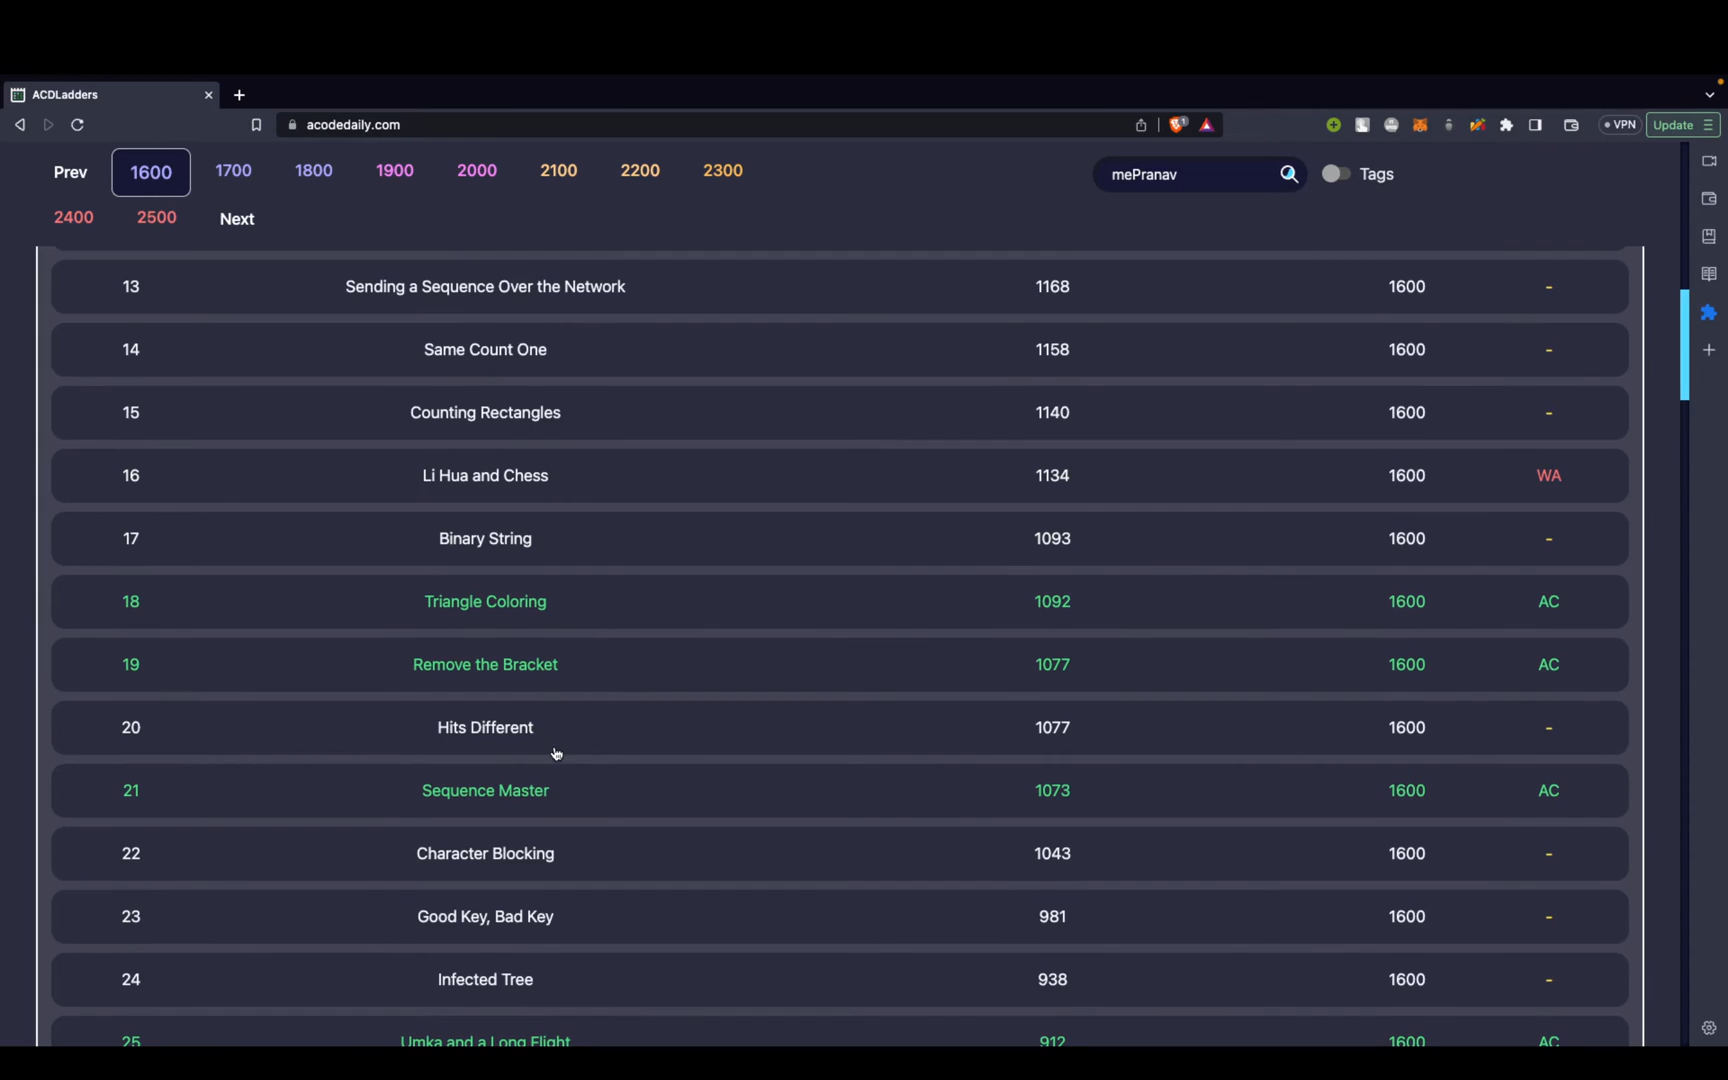 ACDLadders
acodedaily.com
1
VPN
Update
Prev 1600 1700 1800 1900 2000 2100 2200 2300
mePranav
Tags
2400 2500 Next
13 Sending a Sequence Over the Network 1168 1600 -
14 Same Count One 1158 1600 -
15 Counting Rectangles 1140 1600 -
16 Li Hua and Chess 1134 1600 WA
17 Binary String 1093 1600 -
18 Triangle Coloring 1092 1600 AC
19 Remove the Bracket 1077 1600 AC
20 Hits Different 1077 1600 -
21 Sequence Master 1073 1600 AC
22 Character Blocking 1043 1600 -
23 Good Key, Bad Key 981 1600 -
24 Infected Tree 938 1600 -
25 Umka and a Long Flight 912 1600 AC